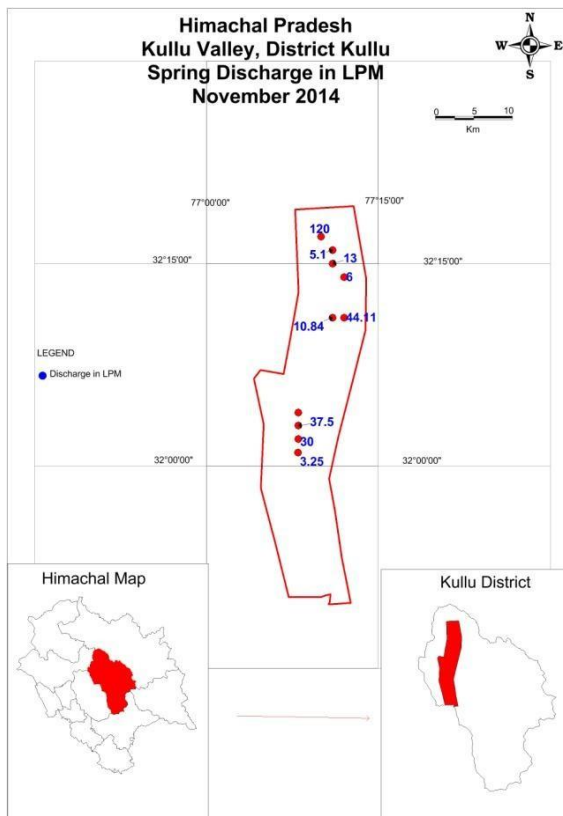 Himachal Pradesh
Kullu Valley, District Kullu
Spring Discharge in LPM
November 2014
N
W E
S
0 5 10
Km
77°00'00" 77°15'00"
120
5.1 13
32°15'00" 32°15'00"
6
10.84 44.11
LEGEND
Discharge in LPM
37.5
30
3.25
32°00'00" 32°00'00"
Himachal Map
Kullu District